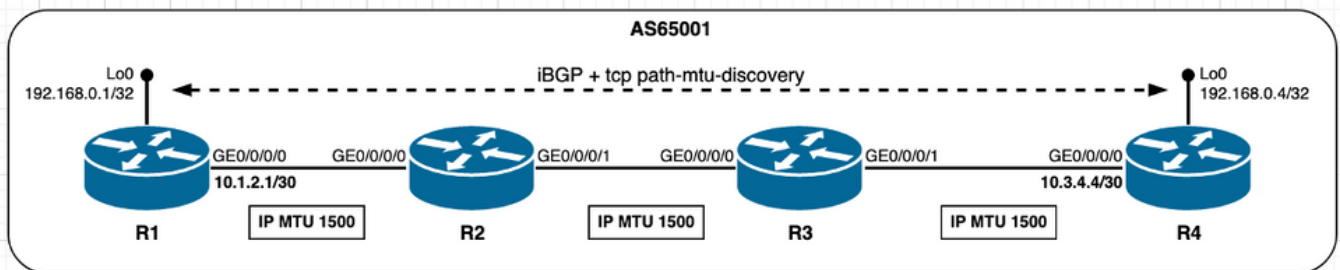 AS65001
iBGP + tcp path-mtu-discovery
Lo0
192.168.0.1/32
Lo0
192.168.0.4/32
GE0/0/0/0
GE0/0/0/0
GE0/0/0/1
GE0/0/0/0
GE0/0/0/1
GE0/0/0/0
10.1.2.1/30
10.3.4.4/30
IP MTU 1500
IP MTU 1500
IP MTU 1500
R1
R2
R3
R4